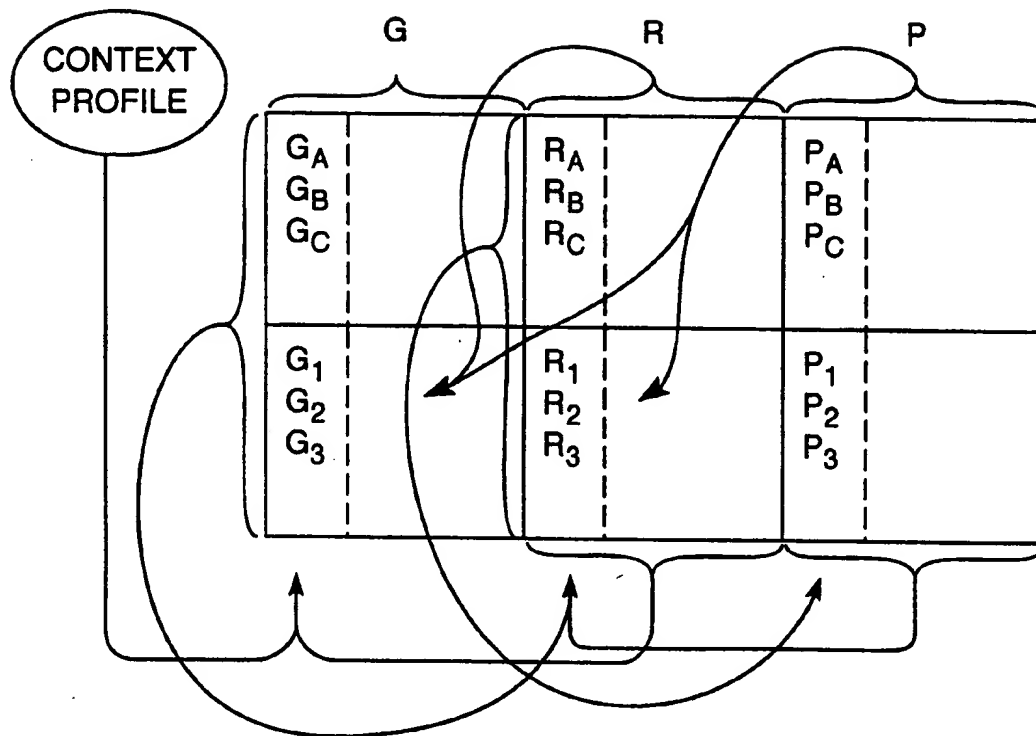 CONTEXT
PROFILE
G R P
G_A R_A P_A
G_B R_B P_B
G_C R_C P_C
G_1 R_1 P_1
G_2 R_2 P_2
G_3 R_3 P_3